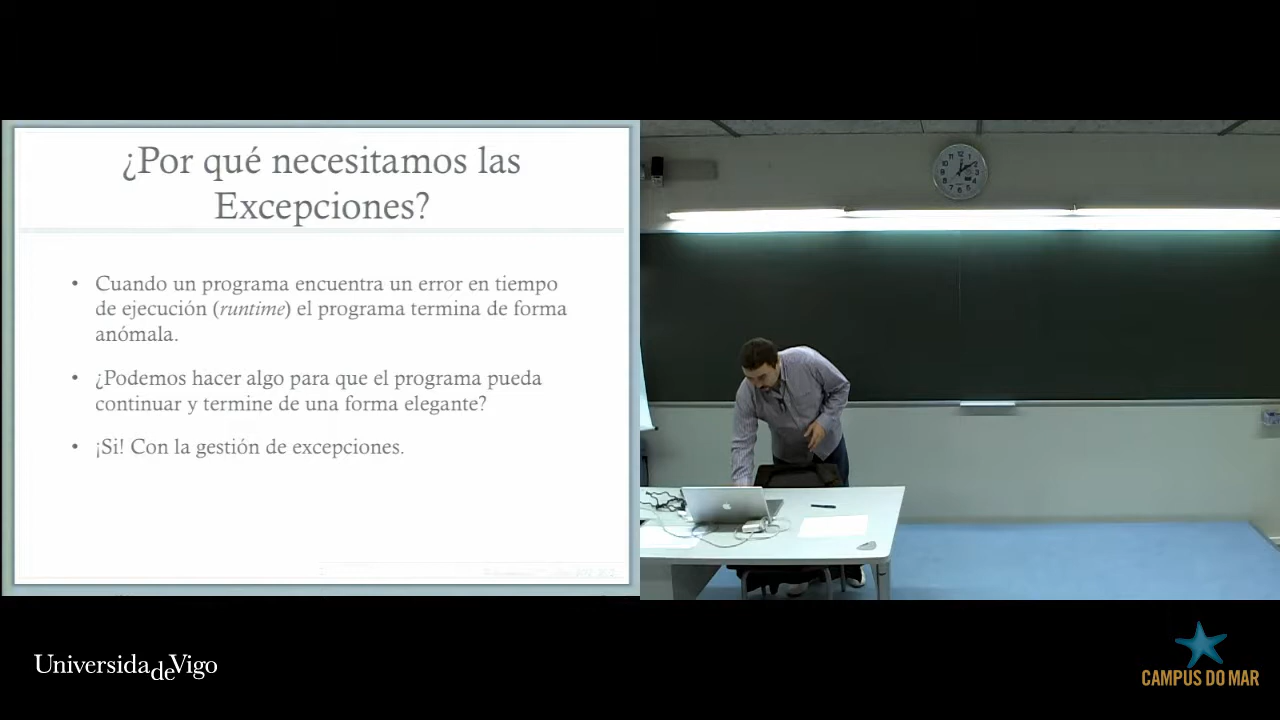 ¿Por qué necesitamos las
Excepciones?
• Cuando un programa encuentra un error en tiempo
de ejecución (runtime) el programa termina de forma
anómala.
• ¿Podemos hacer algo para que el programa pueda
continuar y termine de una forma elegante?
• ¡Si! Con la gestión de excepciones.
UniversidadeVigo
CAMPUS DO MAR